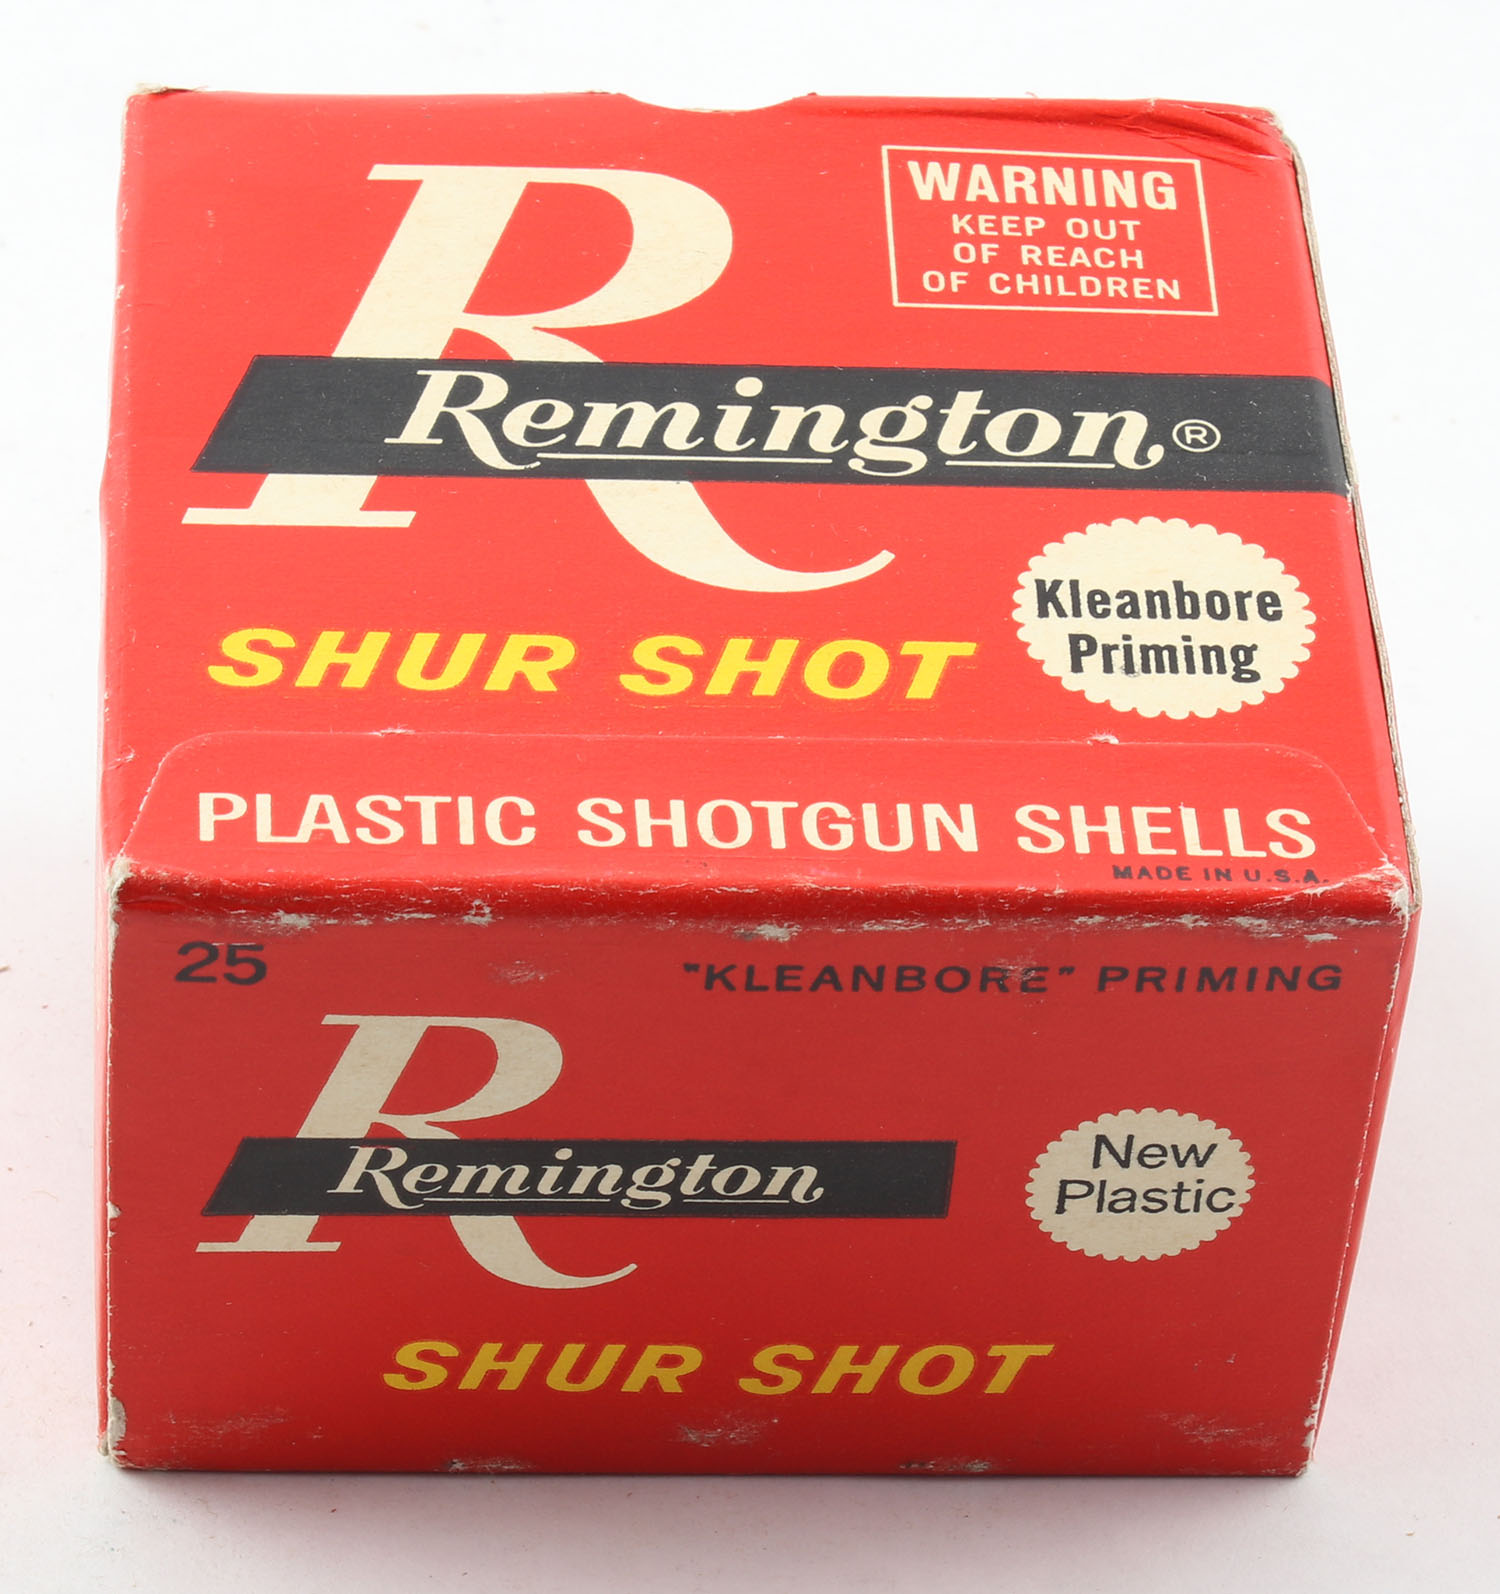 WARNING
KEEP OUT
OF REACH
OF CHILDREN
R
Remington®
Kleanbore
Priming
SHUR SHOT
PLASTIC SHOTGUN SHELLS
MADE IN U.S.A.
25 "KLEANBORE" PRIMING
R
Remington
New
Plastic
SHUR SHOT